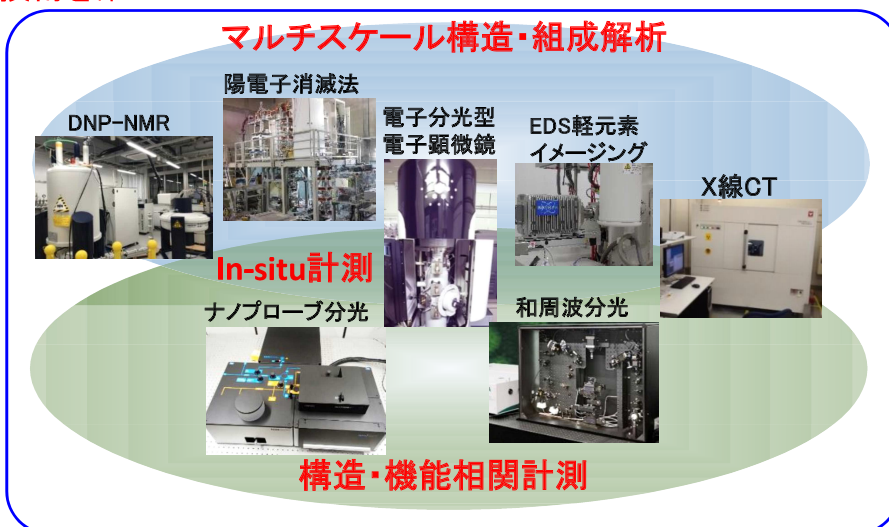 マルチスケール構造・組成解析
陽電子消滅法
DNP-NMR
電子分光型
電子顕微鏡
EDS軽元素
イメージング
X線CT
In-situ計測
ナノプローブ分光
和周波分光
構造・機能相関計測